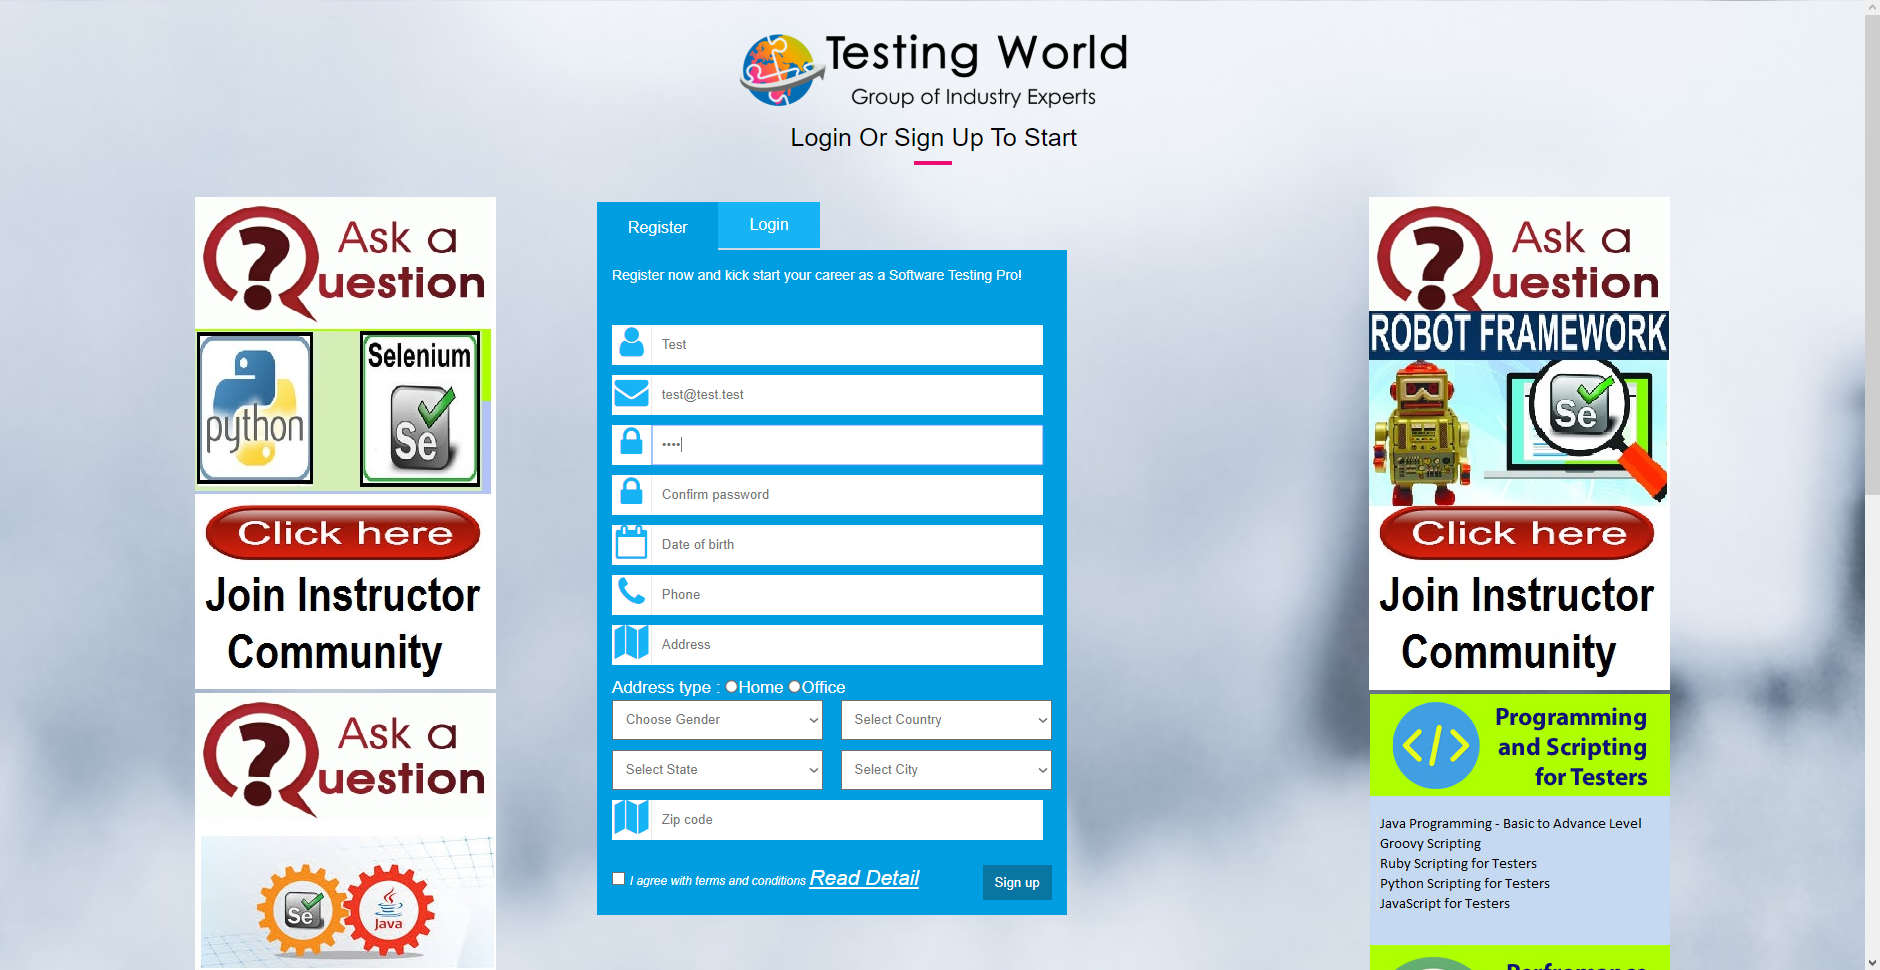 Testing World
Group of Industry Experts
Login Or Sign Up To Start
Ask a
Question
python
Selenium
Se
Click here
Join Instructor
Community
Ask a
Question
Se
Java
Register
Login
Register now and kick start your career as a Software Testing Pro!
Test
test@test.test
••••
Confirm password
Date of birth
Phone
Address
Address type : Home Office
Choose Gender
Select Country
Select State
Select City
Zip code
I agree with terms and conditions Read Detail
Sign up
Ask a
Question
ROBOT FRAMEWORK
Se
Click here
Join Instructor
Community
</>
Programming
and Scripting
for Testers
Java Programming - Basic to Advance Level
Groovy Scripting
Ruby Scripting for Testers
Python Scripting for Testers
JavaScript for Testers
Perfromance